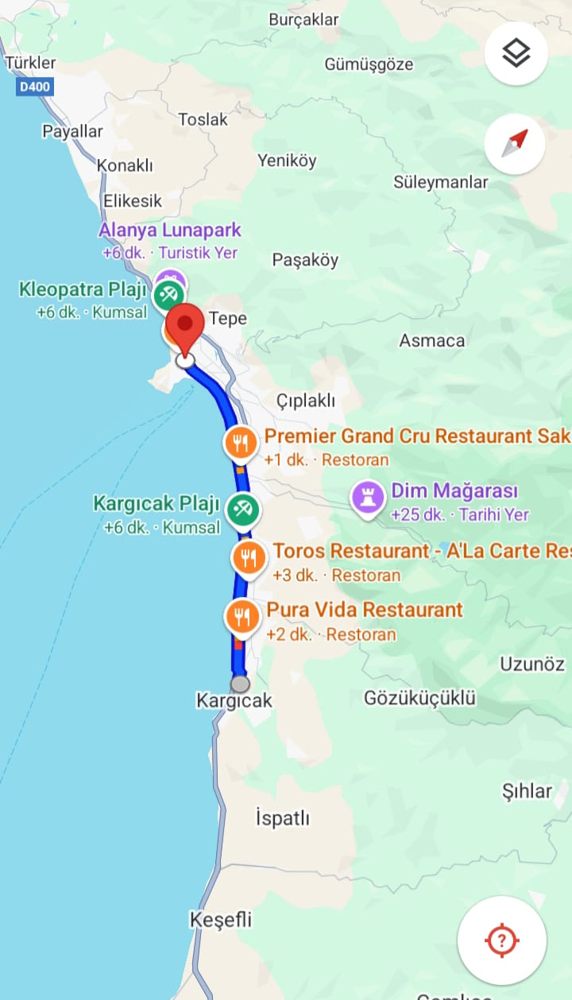 Burçaklar
Türkler
Gümüşgöze
D400
Toslak
Payallar
Yeniköy
Konaklı
Süleymanlar
Elikesik
Alanya Lunapark
+6 dk. · Turistik Yer
Paşaköy
Kleopatra Plajı
+6 dk. · Kumsal
Tepe
Asmaca
Çıplaklı
Premier Grand Cru Restaurant Sak
+1 dk. · Restoran
Dim Mağarası
+25 dk. · Tarihi Yer
Kargıcak Plajı
+6 dk. · Kumsal
Toros Restaurant - A'La Carte Res
+3 dk. · Restoran
Pura Vida Restaurant
+2 dk. · Restoran
Uzunöz
Kargıcak
Gözüküçüklü
Şıhlar
İspatlı
Keşefli
?